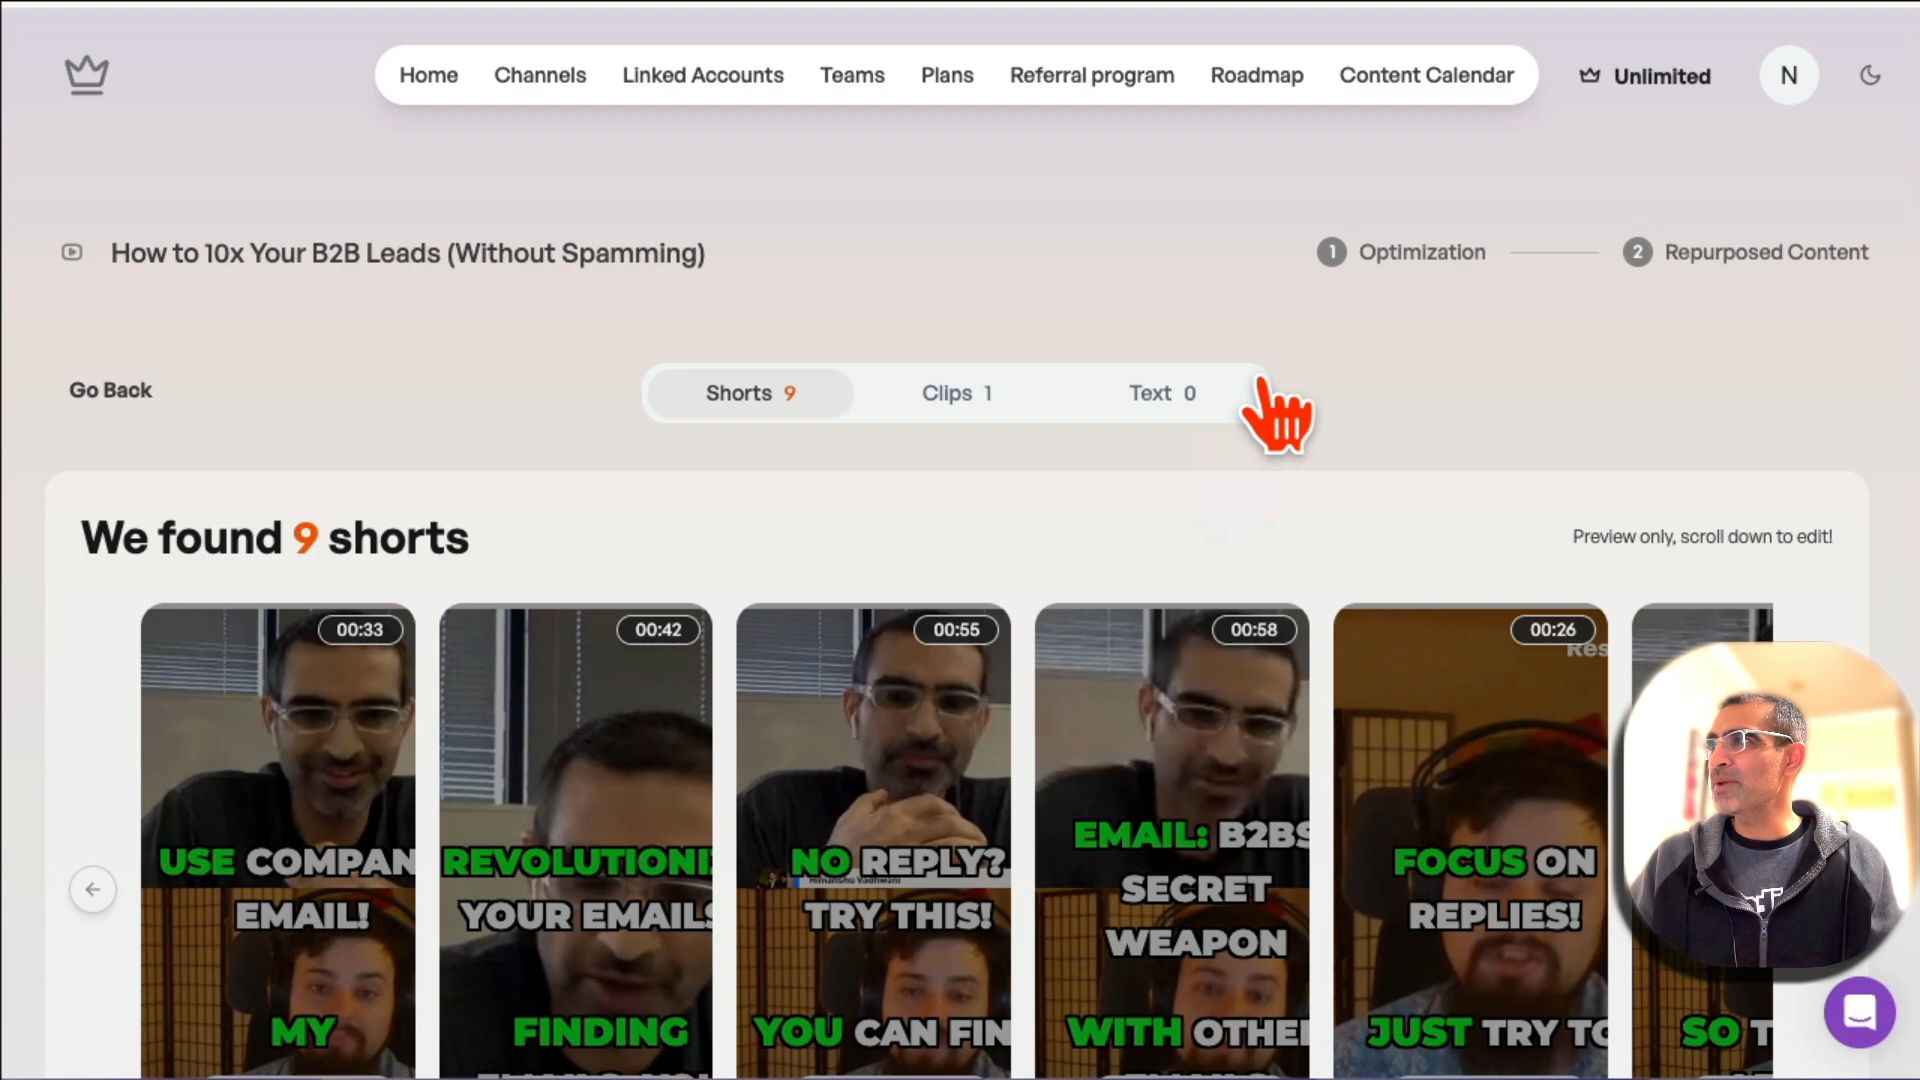 Home Channels Linked Accounts Teams Plans Referral program Roadmap Content Calendar Unlimited N
How to 10x Your B2B Leads (Without Spamming)
1 Optimization 2 Repurposed Content
Go Back
Shorts 9 Clips 1 Text 0
We found 9 shorts
Preview only, scroll down to edit!
00:33
USE COMPAN
EMAIL!
MY
00:42
REVOLUTIONI
YOUR EMAILS
FINDING
00:55
NO REPLY?
Himanshu Vadhwani
TRY THIS!
YOU CAN FIN
00:58
EMAIL: B2BS
SECRET
WEAPON
WITH OTHE
00:26
Res
FOCUS ON
REPLIES!
JUST TRY TO
SO T